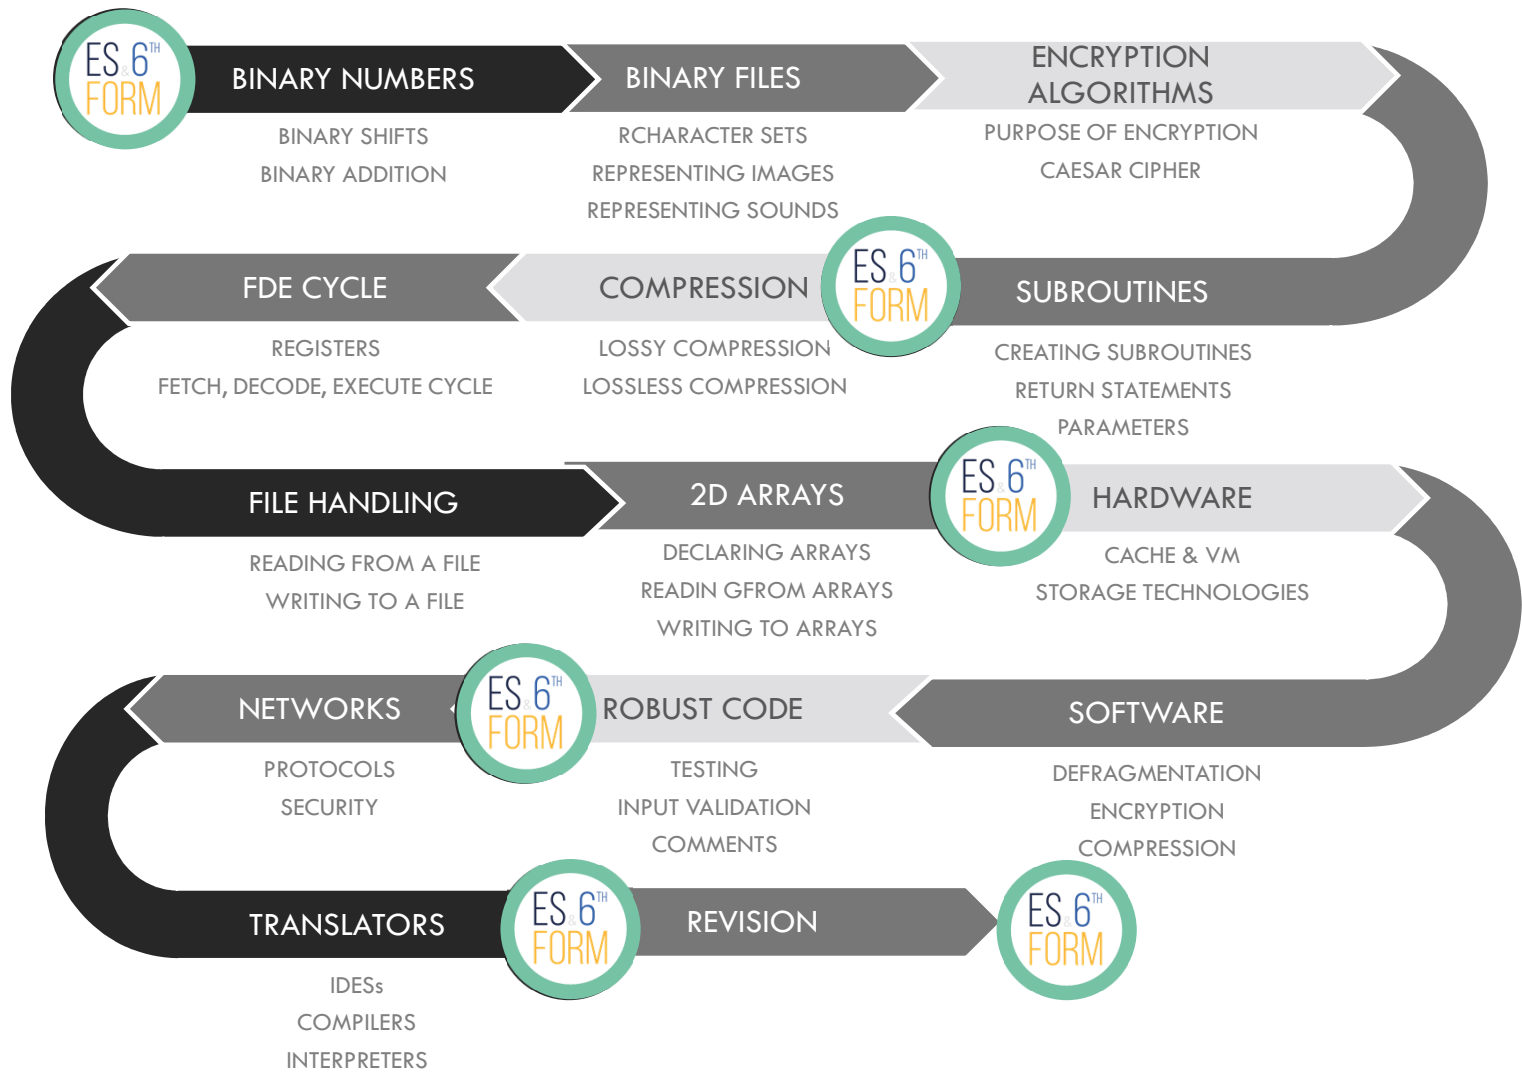 ES & 6TH
FORM
BINARY NUMBERS
BINARY SHIFTS
BINARY ADDITION
BINARY FILES
RCHARACTER SETS
REPRESENTING IMAGES
REPRESENTING SOUNDS
ENCRYPTION
ALGORITHMS
PURPOSE OF ENCRYPTION
CAESAR CIPHER
SUBROUTINES
CREATING SUBROUTINES
RETURN STATEMENTS
PARAMETERS
ES & 6TH
FORM
COMPRESSION
LOSSY COMPRESSION
LOSSLESS COMPRESSION
FDE CYCLE
REGISTERS
FETCH, DECODE, EXECUTE CYCLE
FILE HANDLING
READING FROM A FILE
WRITING TO A FILE
2D ARRAYS
DECLARING ARRAYS
READIN GFROM ARRAYS
WRITING TO ARRAYS
ES & 6TH
FORM
HARDWARE
CACHE & VM
STORAGE TECHNOLOGIES
SOFTWARE
DEFRAGMENTATION
ENCRYPTION
COMPRESSION
ROBUST CODE
TESTING
INPUT VALIDATION
COMMENTS
ES & 6TH
FORM
NETWORKS
PROTOCOLS
SECURITY
TRANSLATORS
IDESs
COMPILERS
INTERPRETERS
ES & 6TH
FORM
REVISION
ES & 6TH
FORM